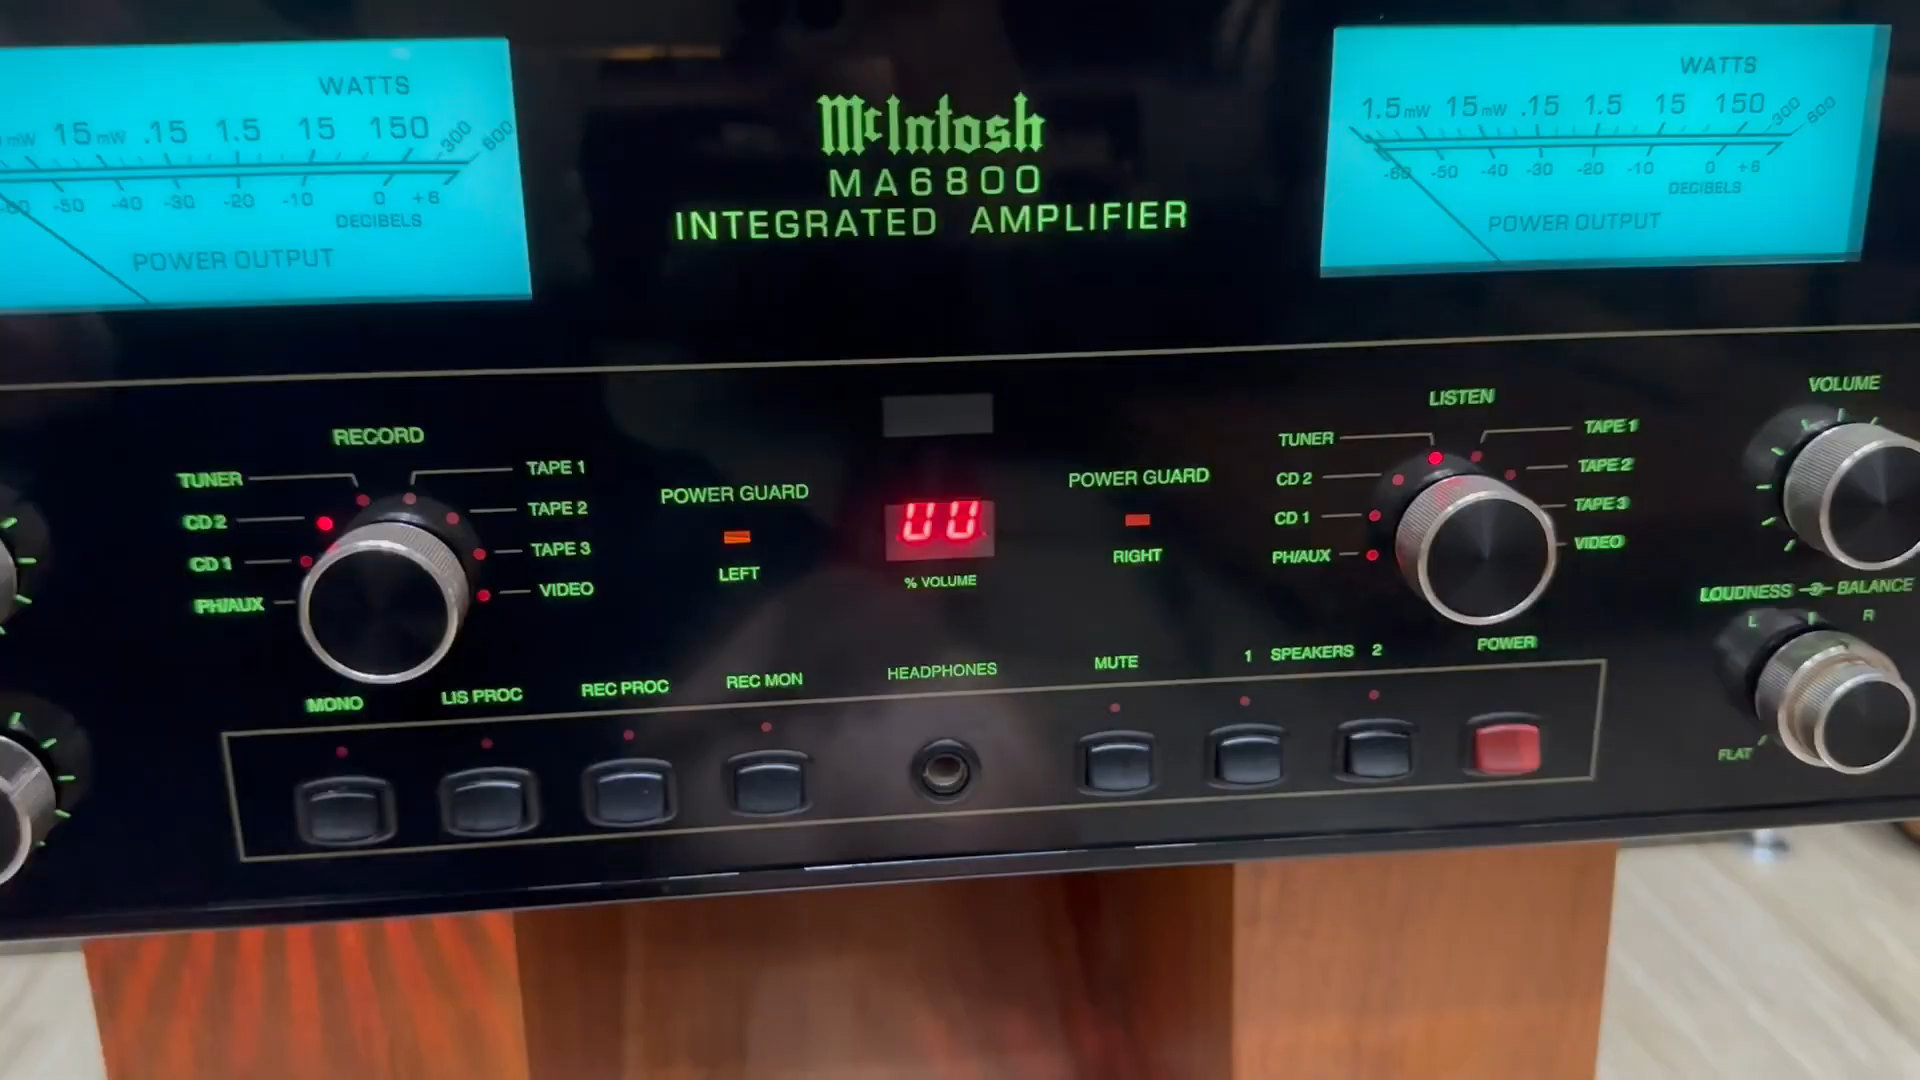 WATTS
mW 15 mW .15 1.5 15 150 300 600
-60 -50 -40 -30 -20 -10 0 +6
DECIBELS
POWER OUTPUT
McIntosh
MA6800
INTEGRATED AMPLIFIER
WATTS
1.5 mW 15 mW .15 1.5 15 150 300 600
-60 -50 -40 -30 -20 -10 0 +6
DECIBELS
POWER OUTPUT
RECORD
TUNER TAPE 1
CD 2 TAPE 2
CD 1 TAPE 3
PH/AUX VIDEO
POWER GUARD
LEFT
% VOLUME
POWER GUARD
RIGHT
LISTEN
TUNER TAPE 1
CD 2 TAPE 2
CD 1 TAPE 3
PH/AUX VIDEO
VOLUME
LOUDNESS BALANCE
L R
FLAT
MONO LIS PROC REC PROC REC MON HEADPHONES MUTE 1 SPEAKERS 2 POWER